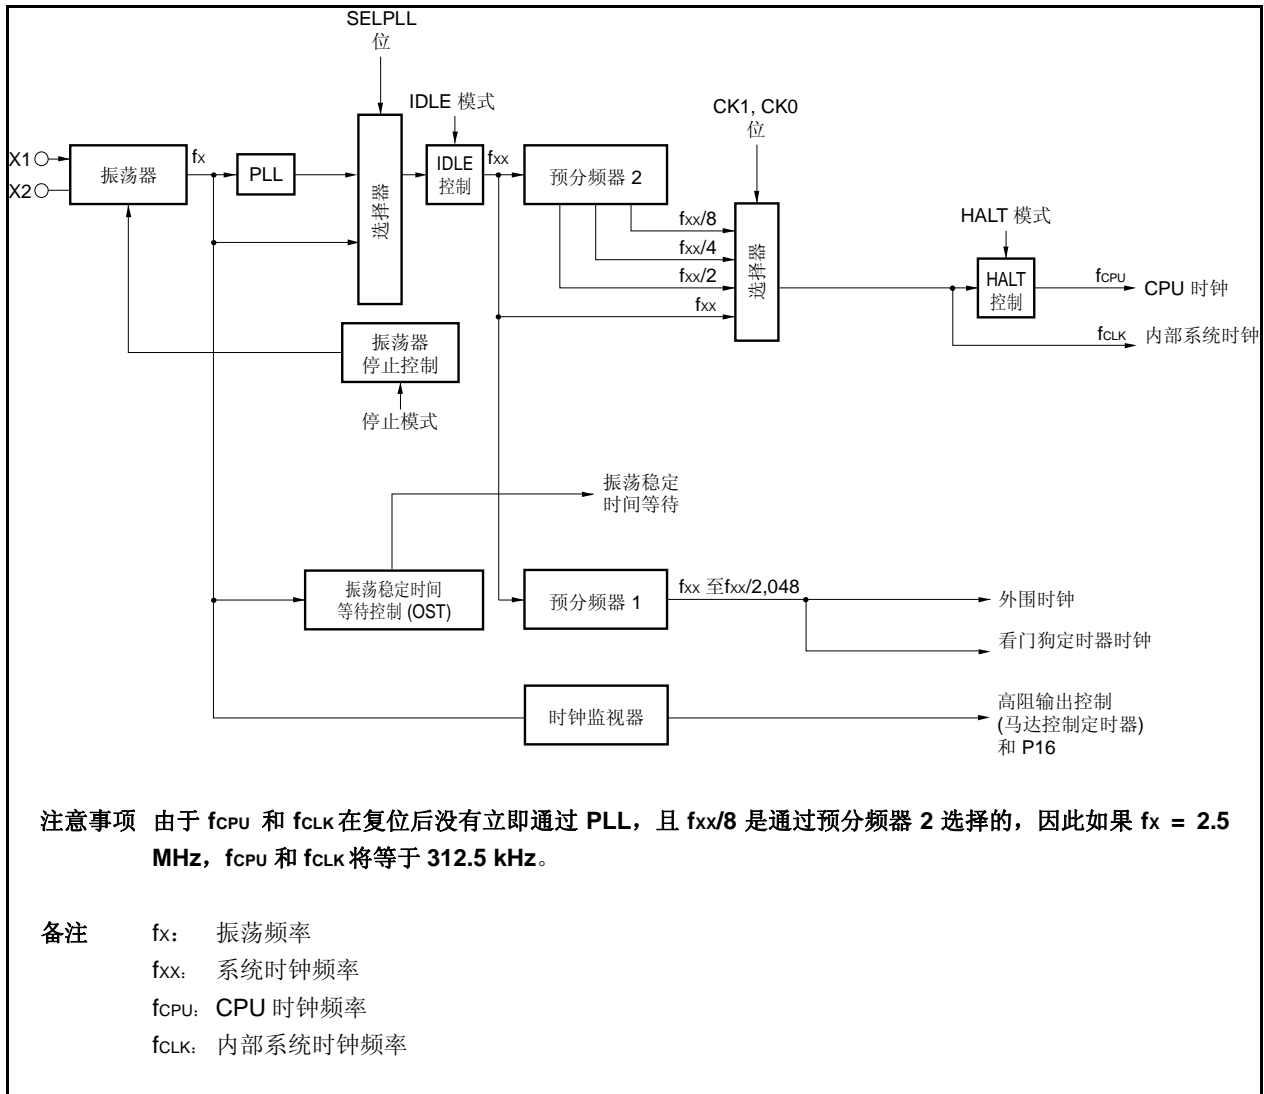 SELPLL
位
IDLE 模式
CK1, CK0
位
X1
X2
振荡器
fX
PLL
选择器
IDLE
控制
fXX
预分频器 2
fXX/8
fXX/4
fXX/2
fXX
选择器
HALT 模式
HALT
控制
fCPU
CPU 时钟
fCLK
内部系统时钟
振荡器
停止控制
停止模式
振荡稳定
时间等待
振荡稳定时间
等待控制 (OST)
预分频器 1
fXX 至fXX/2,048
外围时钟
看门狗定时器时钟
时钟监视器
高阻输出控制
(马达控制定时器)
和 P16
注意事项 由于 fCPU 和 fCLK 在复位后没有立即通过 PLL，且 fXX/8 是通过预分频器 2 选择的，因此如果 fX = 2.5
MHz，fCPU 和 fCLK 将等于 312.5 kHz。
备注 fX： 振荡频率
fXX： 系统时钟频率
fCPU： CPU 时钟频率
fCLK： 内部系统时钟频率